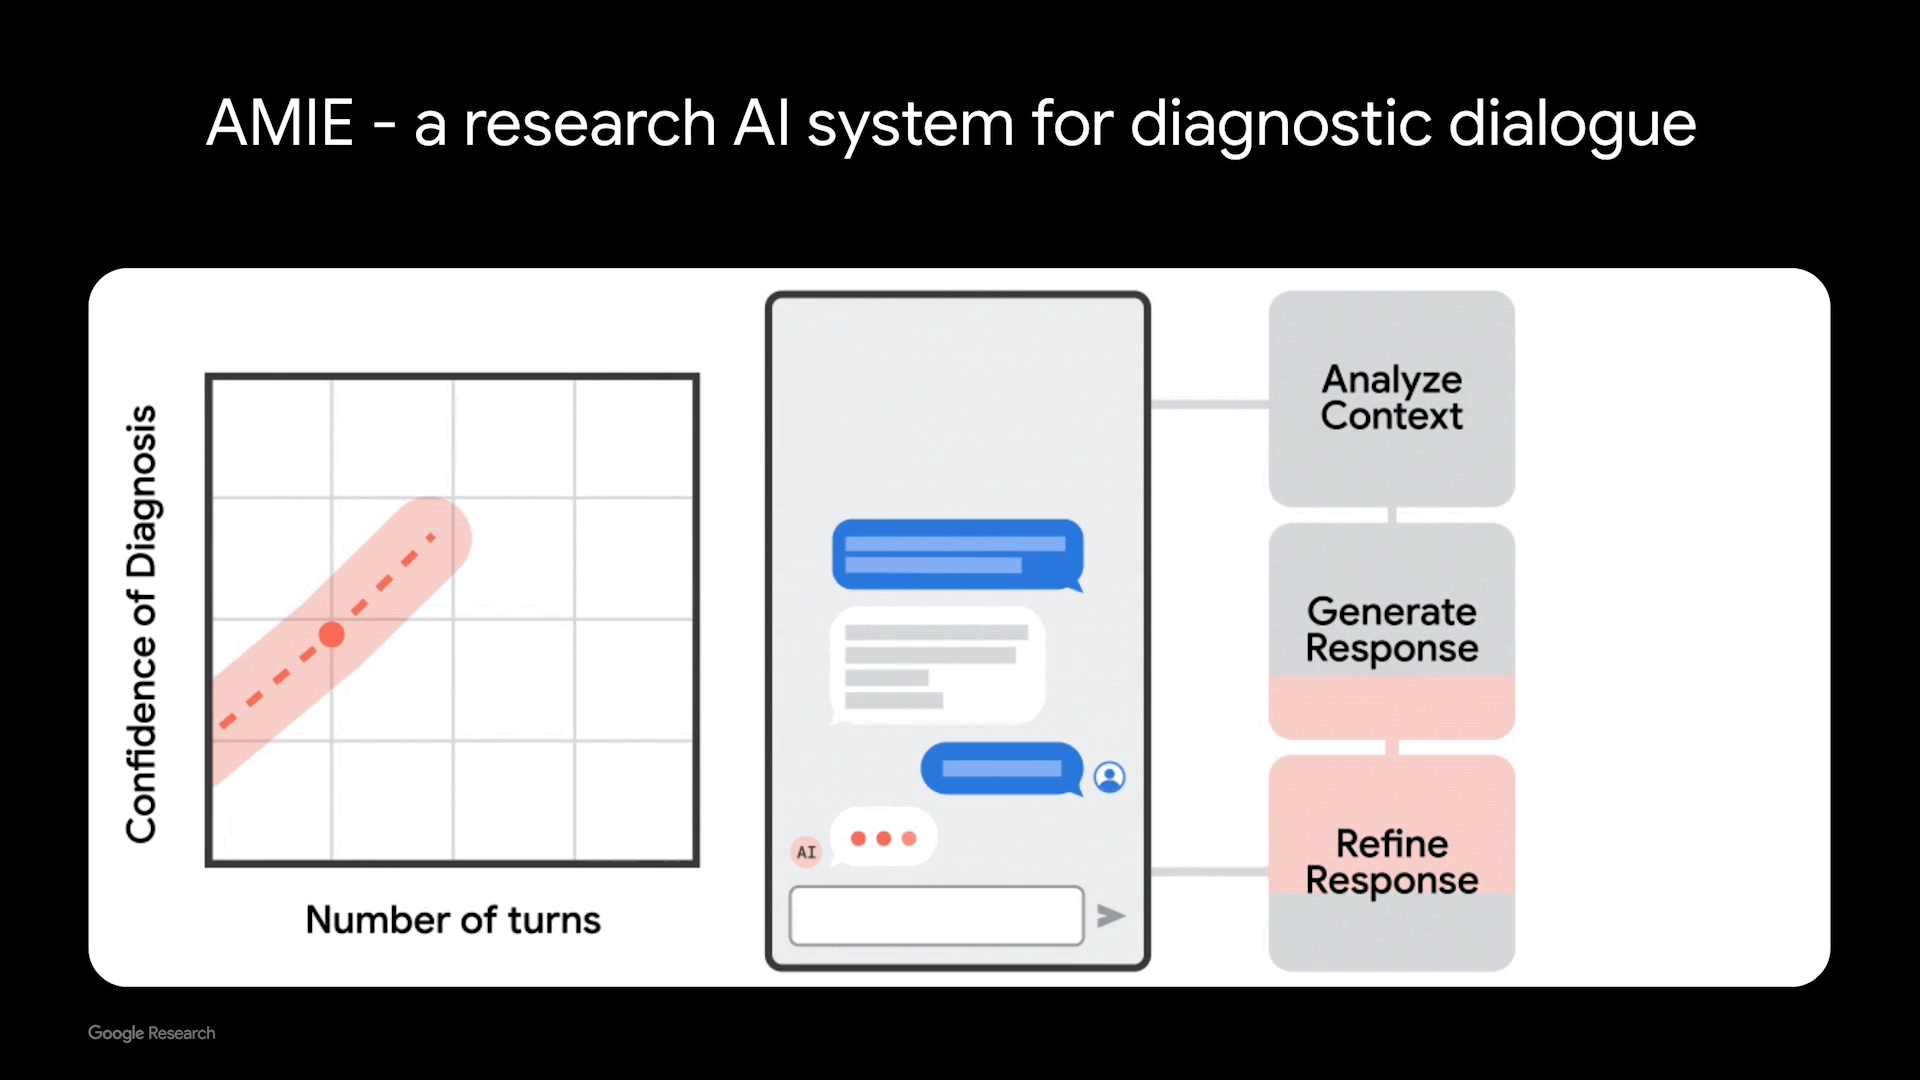 AMIE - a research AI system for diagnostic dialogue
Confidence of Diagnosis
Number of turns
AI
Analyze
Context
Generate
Response
Refine
Response
Google Research